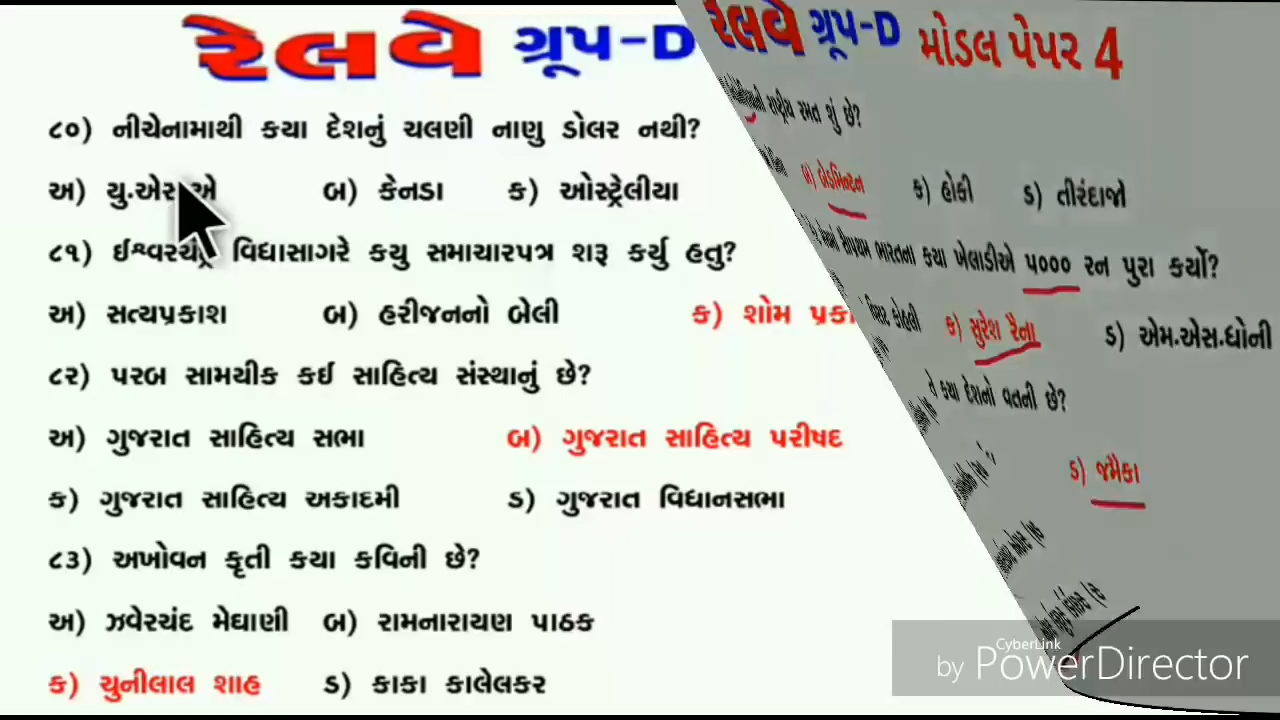 રેલવે ગ્રૂપ-D
૮૦) નીચેનામાથી કયા દેશનું ચલણી નાણુ ડોલર નથી?
અ) યુ.એસ.એ બ) કેનડા ક) ઓસ્ટ્રેલીયા
૮૧) ઈશ્વરચંદ્ર વિધાસાગરે કયુ સમાચારપત્ર શરૂ કર્યુ હતુ?
અ) સત્યપ્રકાશ બ) હરીજનનો બેલી ક) શોમ પ્રકા
૮૨) પરબ સામયીક કઈ સાહિત્ય સંસ્થાનું છે?
અ) ગુજરાત સાહિત્ય સભા બ) ગુજરાત સાહિત્ય પરીષદ
ક) ગુજરાત સાહિત્ય અકાદમી ડ) ગુજરાત વિધાનસભા
૮૩) અખોવન કૃતી કયા કવિની છે?
અ) ઝવેરચંદ મેઘાણી બ) રામનારાયણ પાઠક
ક) ચુનીલાલ શાહ ડ) કાકા કાલેલકર
રેલવે ગ્રૂપ-D મોડલ પેપર 4
રાષ્ટ્રીય રમત શું છે?
બ) બેડમિન્ટન ક) હોકી ડ) તીરંદાજી
ભારતના કયા ખેલાડીએ ૫૦૦૦ રન પુરા કર્યો?
વિરાટ કોહલી ક) સુરેશ રૈના ડ) એમ.એસ.ધોની
તે કયા દેશનો વતની છે?
ડ) જમૈકા
CyberLink
by PowerDirector